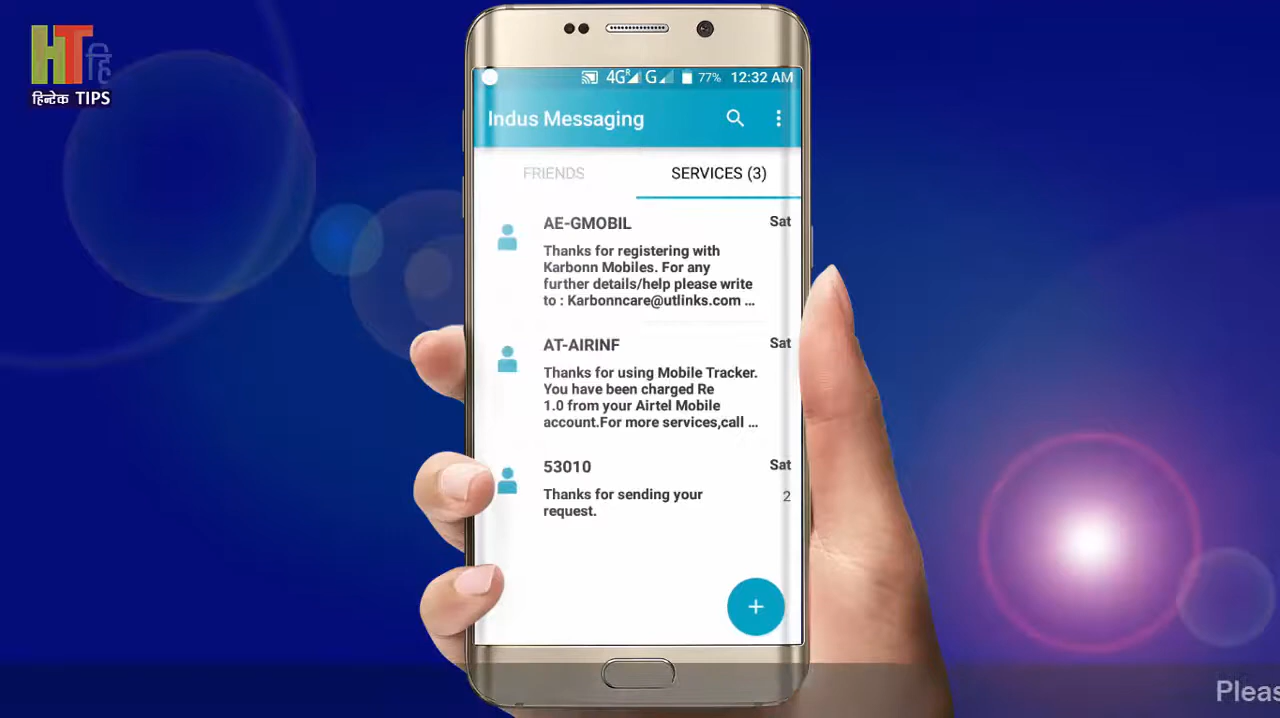 HTहि
हिन्टेक TIPS
4G R G 77% 12:32 AM
Indus Messaging
FRIENDS
SERVICES (3)
AE-GMOBIL
Sat
Thanks for registering with
Karbonn Mobiles. For any
further details/help please write
to : Karbonncare@utlinks.com ...
AT-AIRINF
Sat
Thanks for using Mobile Tracker.
You have been charged Re
1.0 from your Airtel Mobile
account.For more services,call ...
53010
Sat
Thanks for sending your
2
request.
+
Pleas